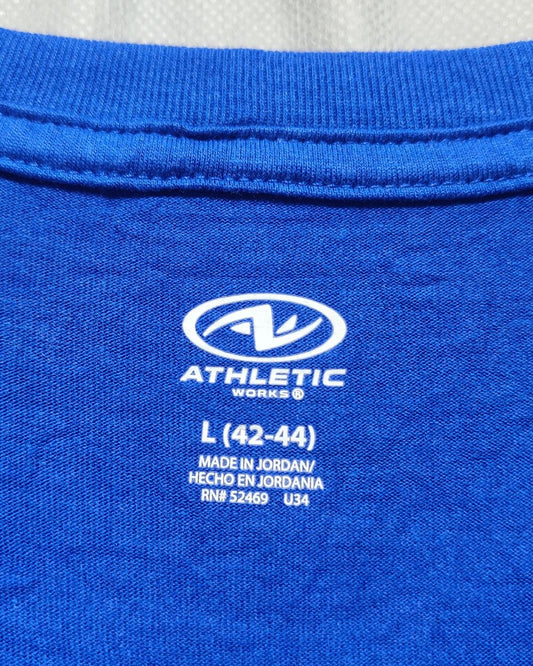 ATHLETIC
WORKS®
L (42-44)
MADE IN JORDAN/
HECHO EN JORDANIA
RN# 52469 U34